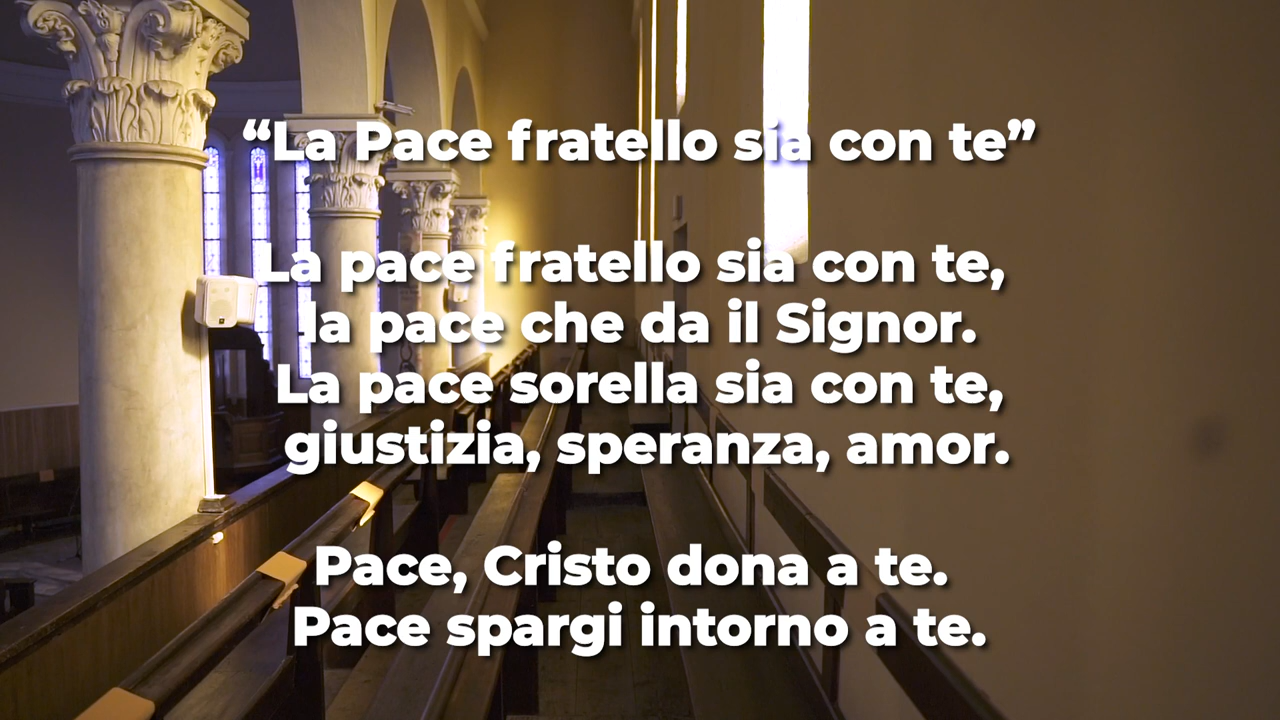 “La Pace fratello sia con te”
La pace fratello sia con te,
la pace che da il Signor.
La pace sorella sia con te,
giustizia, speranza, amor.
Pace, Cristo dona a te.
Pace spargi intorno a te.